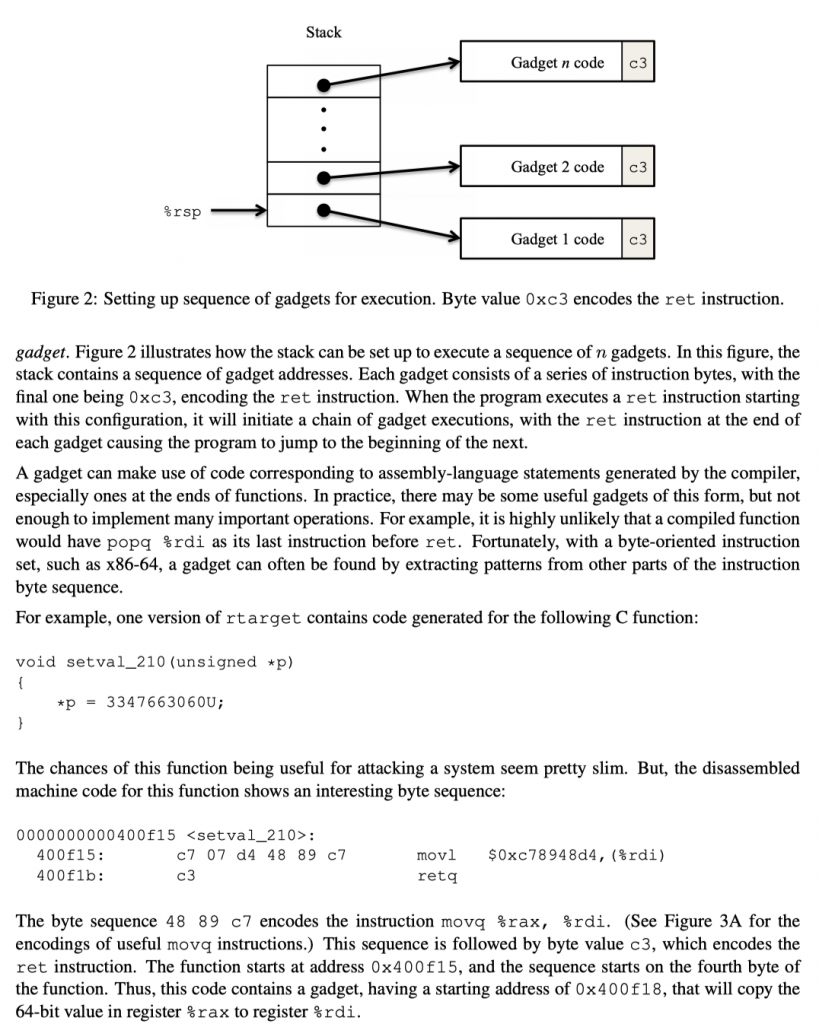 Stack
Gadget n code c3
Gadget 2 code c3
%rsp
Gadget 1 code c3
Figure 2: Setting up sequence of gadgets for execution. Byte value 0xc3 encodes the ret instruction.
gadget. Figure 2 illustrates how the stack can be set up to execute a sequence of n gadgets. In this figure, the
stack contains a sequence of gadget addresses. Each gadget consists of a series of instruction bytes, with the
final one being 0xc3, encoding the ret instruction. When the program executes a ret instruction starting
with this configuration, it will initiate a chain of gadget executions, with the ret instruction at the end of
each gadget causing the program to jump to the beginning of the next.
A gadget can make use of code corresponding to assembly-language statements generated by the compiler,
especially ones at the ends of functions. In practice, there may be some useful gadgets of this form, but not
enough to implement many important operations. For example, it is highly unlikely that a compiled function
would have popq %rdi as its last instruction before ret. Fortunately, with a byte-oriented instruction
set, such as x86-64, a gadget can often be found by extracting patterns from other parts of the instruction
byte sequence.
For example, one version of rtarget contains code generated for the following C function:
void setval_210(unsigned *p)
{
    *p = 3347663060U;
}
The chances of this function being useful for attacking a system seem pretty slim. But, the disassembled
machine code for this function shows an interesting byte sequence:
0000000000400f15 <setval_210>:
  400f15:       c7 07 d4 48 89 c7       movl   $0xc78948d4,(%rdi)
  400f1b:       c3                      retq
The byte sequence 48 89 c7 encodes the instruction movq %rax, %rdi. (See Figure 3A for the
encodings of useful movq instructions.) This sequence is followed by byte value c3, which encodes the
ret instruction. The function starts at address 0x400f15, and the sequence starts on the fourth byte of
the function. Thus, this code contains a gadget, having a starting address of 0x400f18, that will copy the
64-bit value in register %rax to register %rdi.